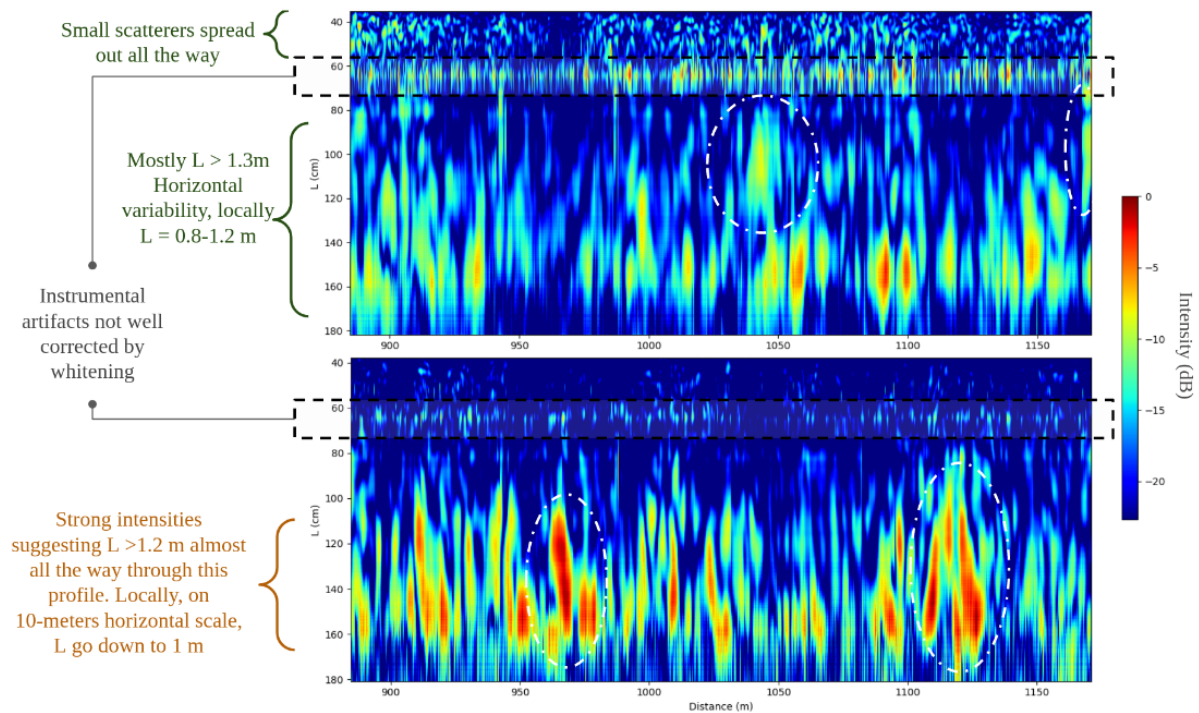 Small scatterers spread
out all the way
Mostly L > 1.3m
Horizontal
variability, locally
L = 0.8-1.2 m
Instrumental
artifacts not well
corrected by
whitening
Strong intensities
suggesting L >1.2 m almost
all the way through this
profile. Locally, on
10-meters horizontal scale,
L go down to 1 m
L (cm)
40
60
80
100
120
140
160
180
900
950
1000
1050
1100
1150
L (cm)
40
60
80
100
120
140
160
180
900
950
1000
1050
1100
1150
Distance (m)
0
−5
−10
−15
−20
Intensity (dB)